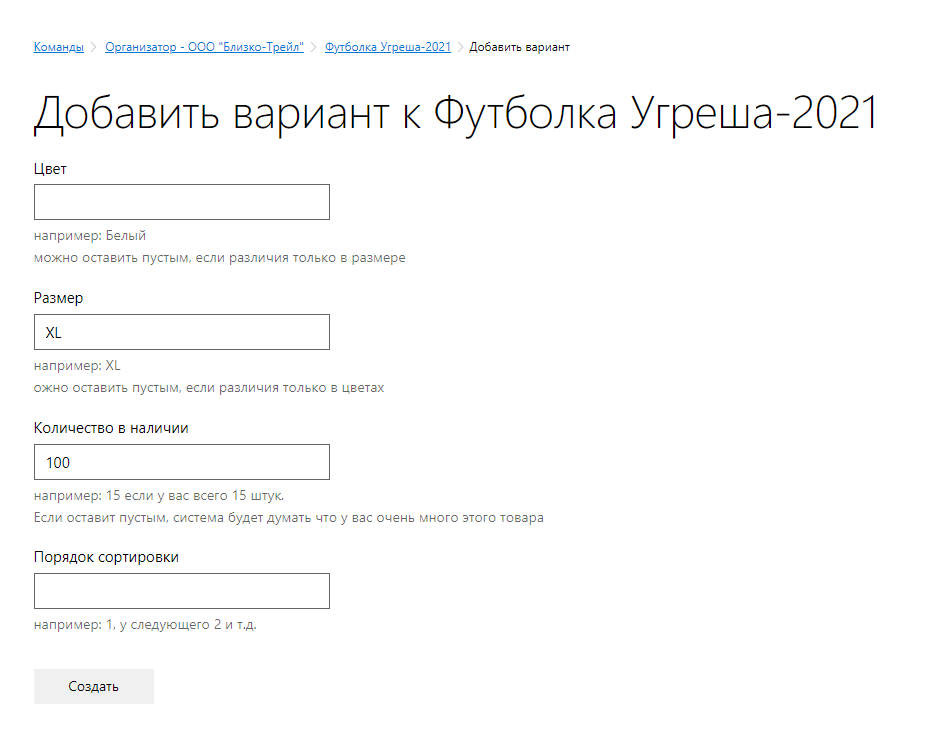 Команды > Организатор - ООО "Близко-Трейл" > Футболка Угреша-2021 > Добавить вариант
Добавить вариант к Футболка Угреша-2021
Цвет
например: Белый
можно оставить пустым, если различия только в размере
Размер
XL
например: XL
ожно оставить пустым, если различия только в цветах
Количество в наличии
100
например: 15 если у вас всего 15 штук.
Если оставит пустым, система будет думать что у вас очень много этого товара
Порядок сортировки
например: 1, у следующего 2 и т.д.
Создать